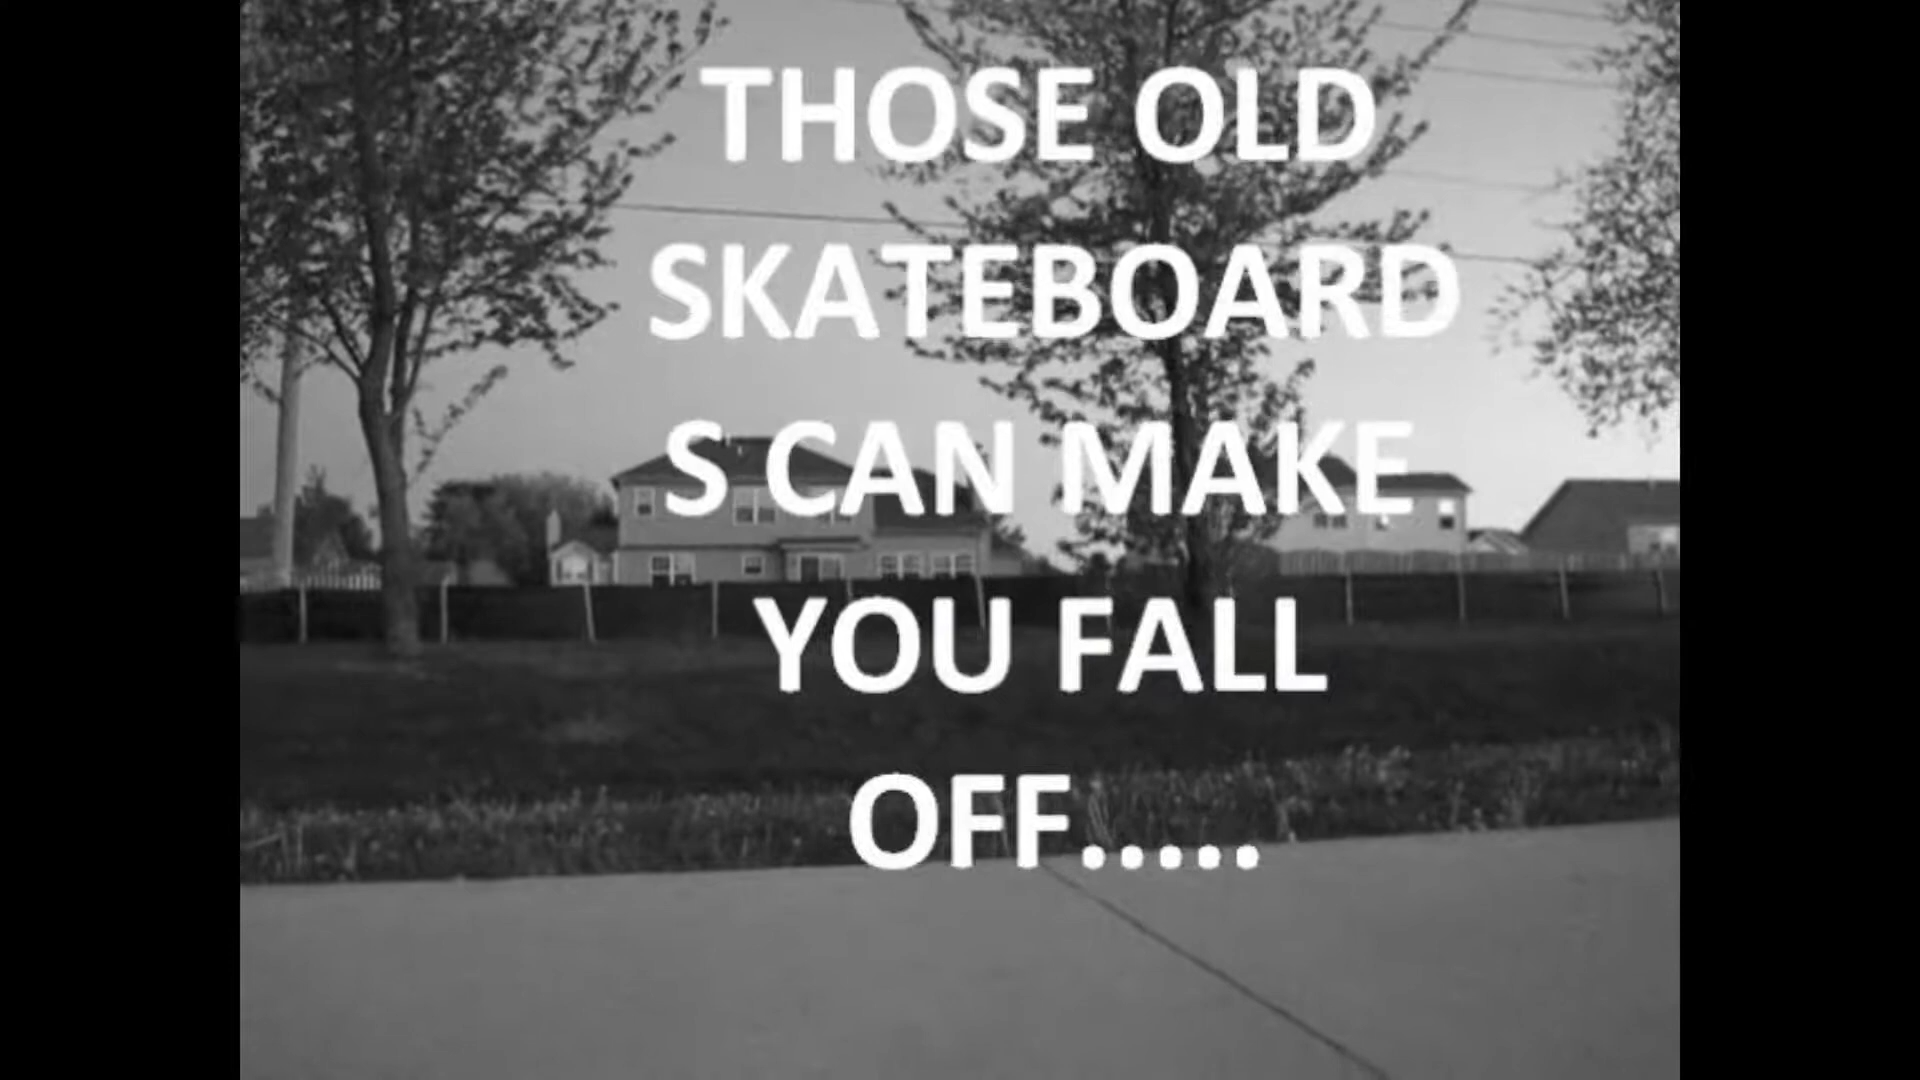 THOSE OLD
SKATEBOARD
S CAN MAKE
YOU FALL
OFF.....